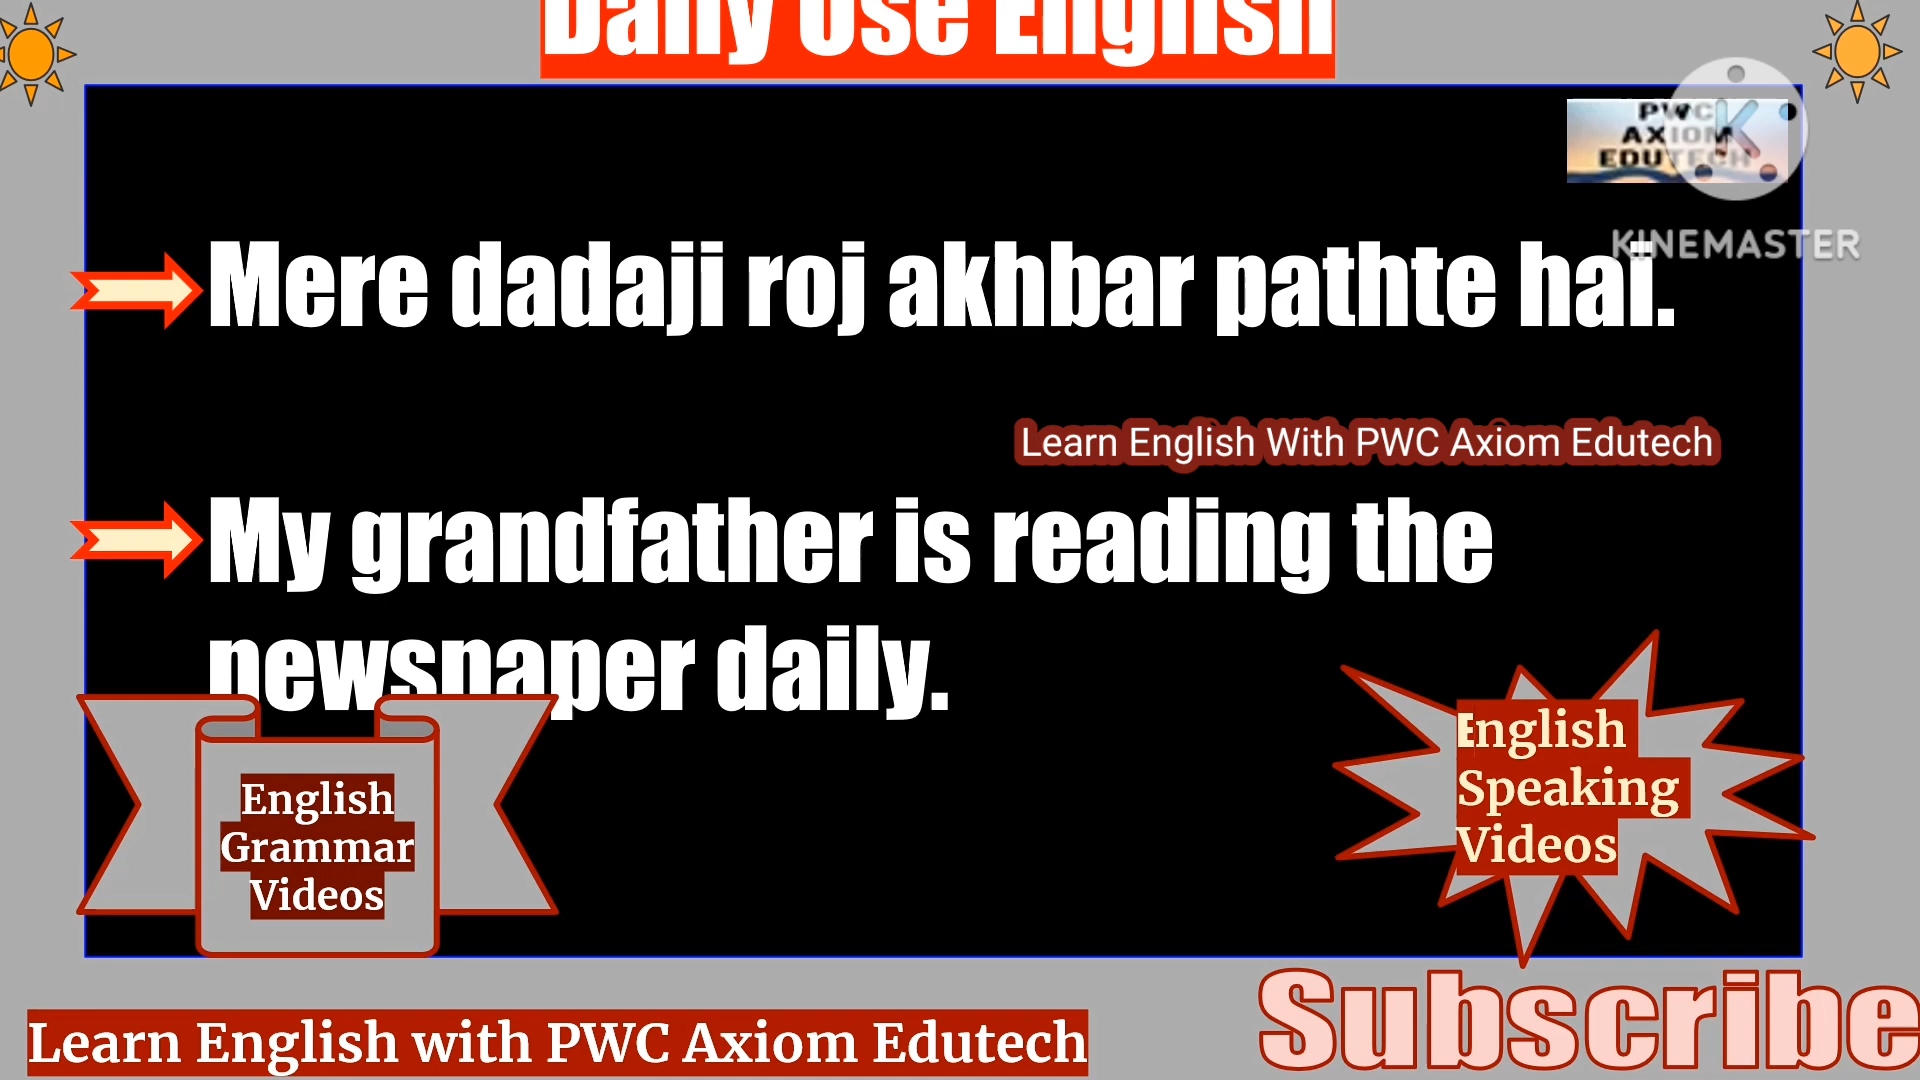 Daily Use English
PWC
AXIOM
EDUTECH
KINEMASTER
Mere dadaji roj akhbar pathte hai.
Learn English With PWC Axiom Edutech
My grandfather is reading the
newspaper daily.
English
Speaking
Videos
English
Grammar
Videos
Subscribe
Learn English with PWC Axiom Edutech